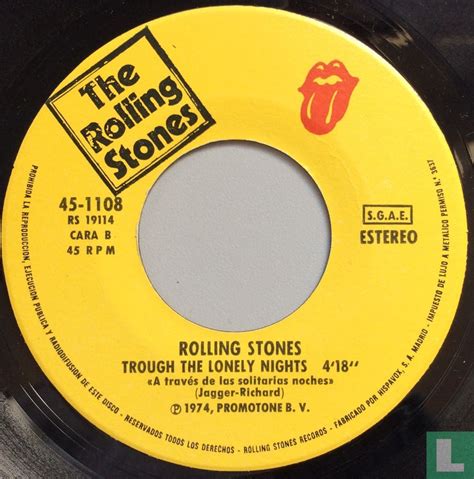 The
Rolling
Stones
45-1108
RS 19114
CARA B
45 RPM
S.G.A.E.
ESTEREO
ROLLING STONES
TROUGH THE LONELY NIGHTS 4'18''
«A través de las solitarias noches»
(Jagger-Richard)
Ⓟ 1974, PROMOTONE B. V.
PROHIBIDA LA REPRODUCCION, EJECUCION PUBLICA Y RADIODIFUSION DE ESTE DISCO - RESERVADOS TODOS LOS DERECHOS - ROLLING STONES RECORDS - FABRICADO POR HISPAVOX, S. A. MADRID - IMPUESTO DE LUJO A METALICO PERMISO N.º 3637
L